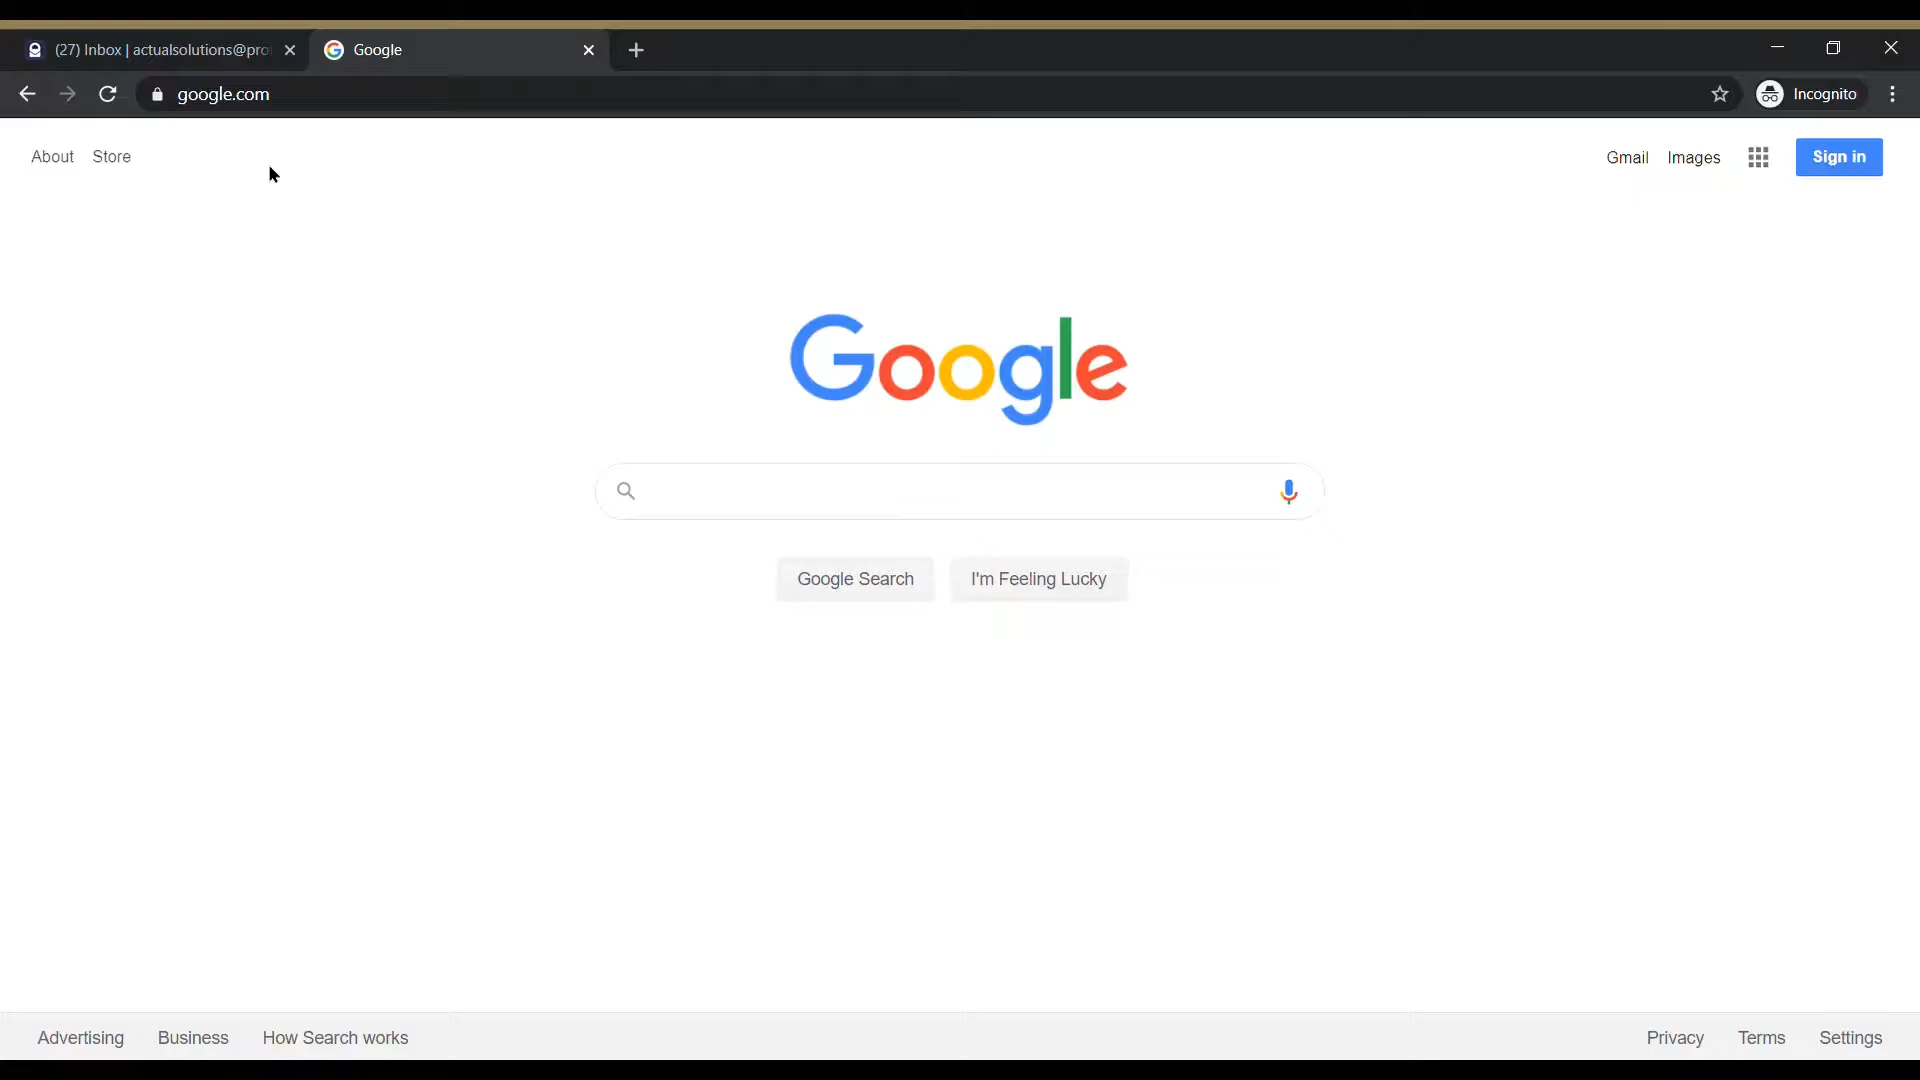 (27) Inbox | actualsolutions@pro
Google
google.com
Incognito
About Store
Gmail Images Sign in
Google
Google Search I'm Feeling Lucky
Advertising Business How Search works
Privacy Terms Settings